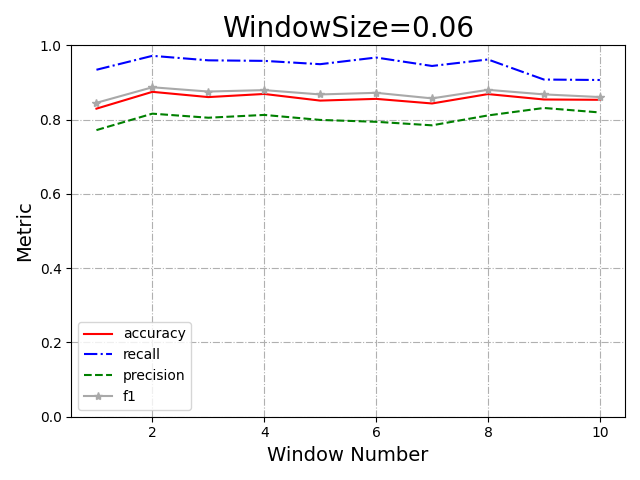 WindowSize=0.06
1.0
0.8
0.6
0.4
0.2
0.0
Metric
accuracy
recall
precision
f1
2 4 6 8 10
Window Number